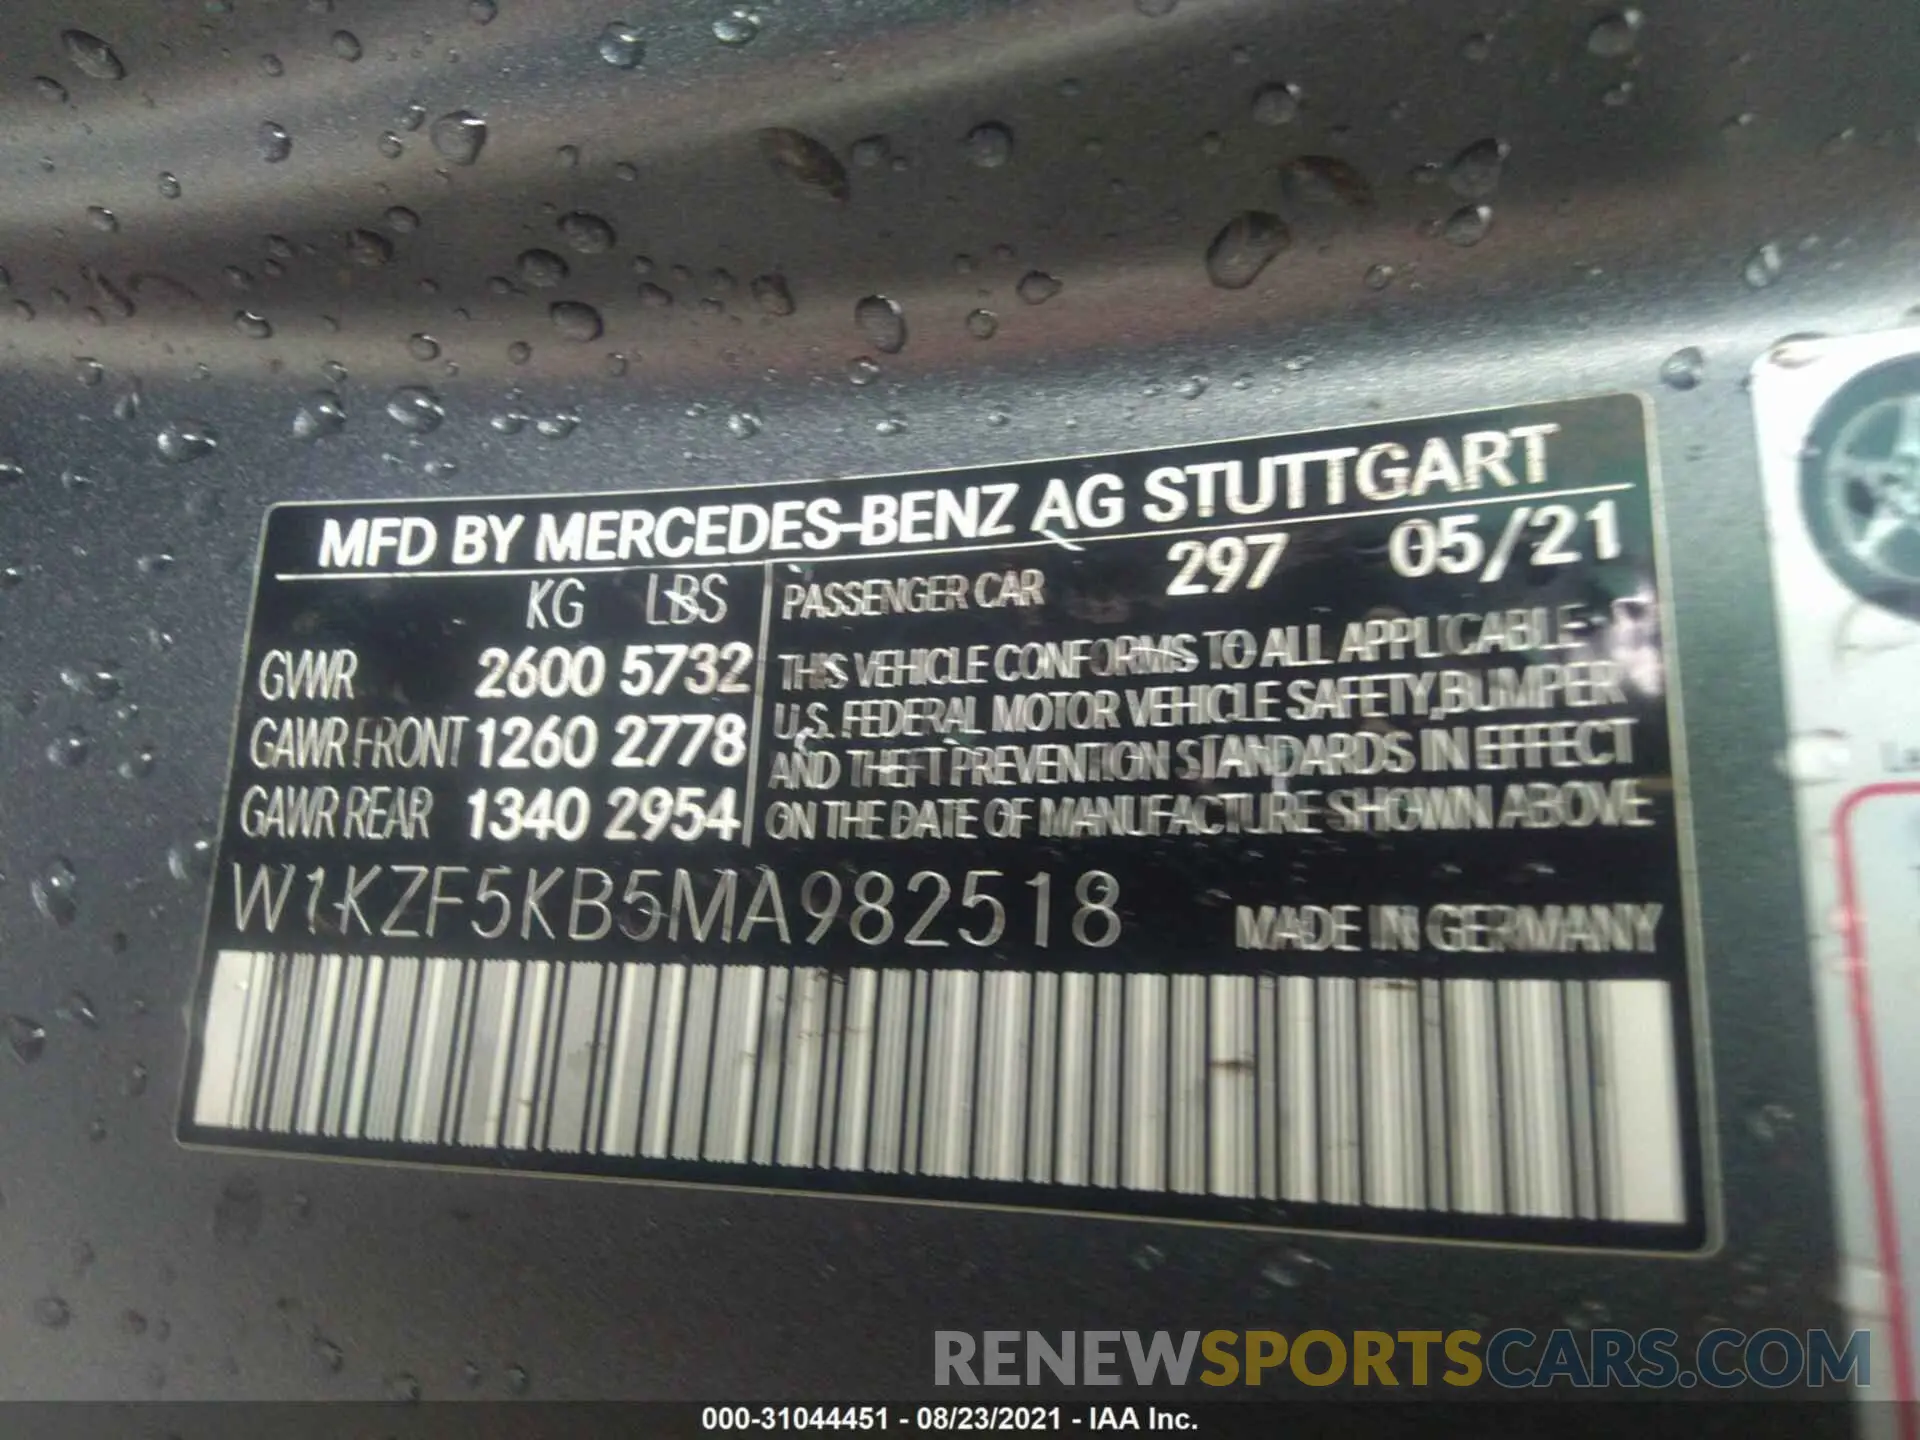 MFD BY MERCEDES-BENZ AG STUTTGART
KG LBS
GVWR 2600 5732
GAWR FRONT 1260 2778
GAWR REAR 1340 2954
PASSENGER CAR 297 05/21
THIS VEHICLE CONFORMS TO ALL APPLICABLE
U.S. FEDERAL MOTOR VEHICLE SAFETY, BUMPER
AND THEFT PREVENTION STANDARDS IN EFFECT
ON THE DATE OF MANUFACTURE SHOWN ABOVE
W1KZF5KB5MA982518
MADE IN GERMANY
RENEWSPORTSCARS.COM
000-31044451 - 08/23/2021 - IAA Inc.